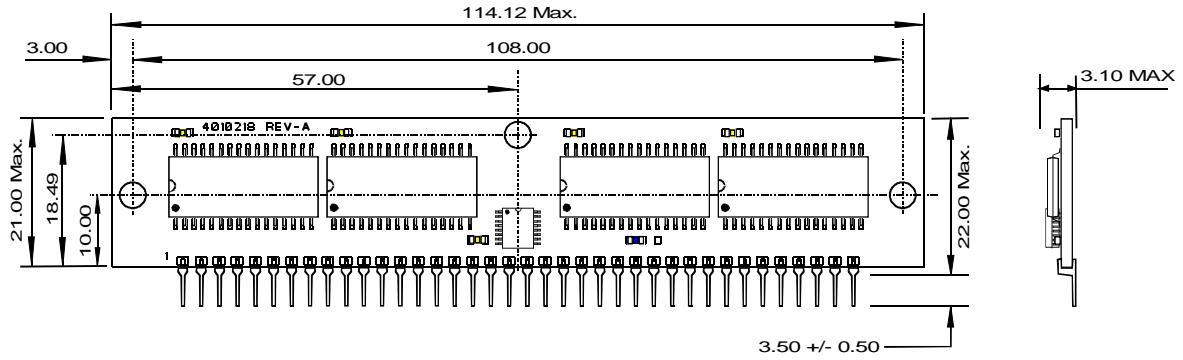 114.12 Max.
3.00
108.00
57.00
3.10 MAX
4010218 REV-A
21.00 Max.
18.49
10.00
22.00 Max.
1
3.50 +/- 0.50